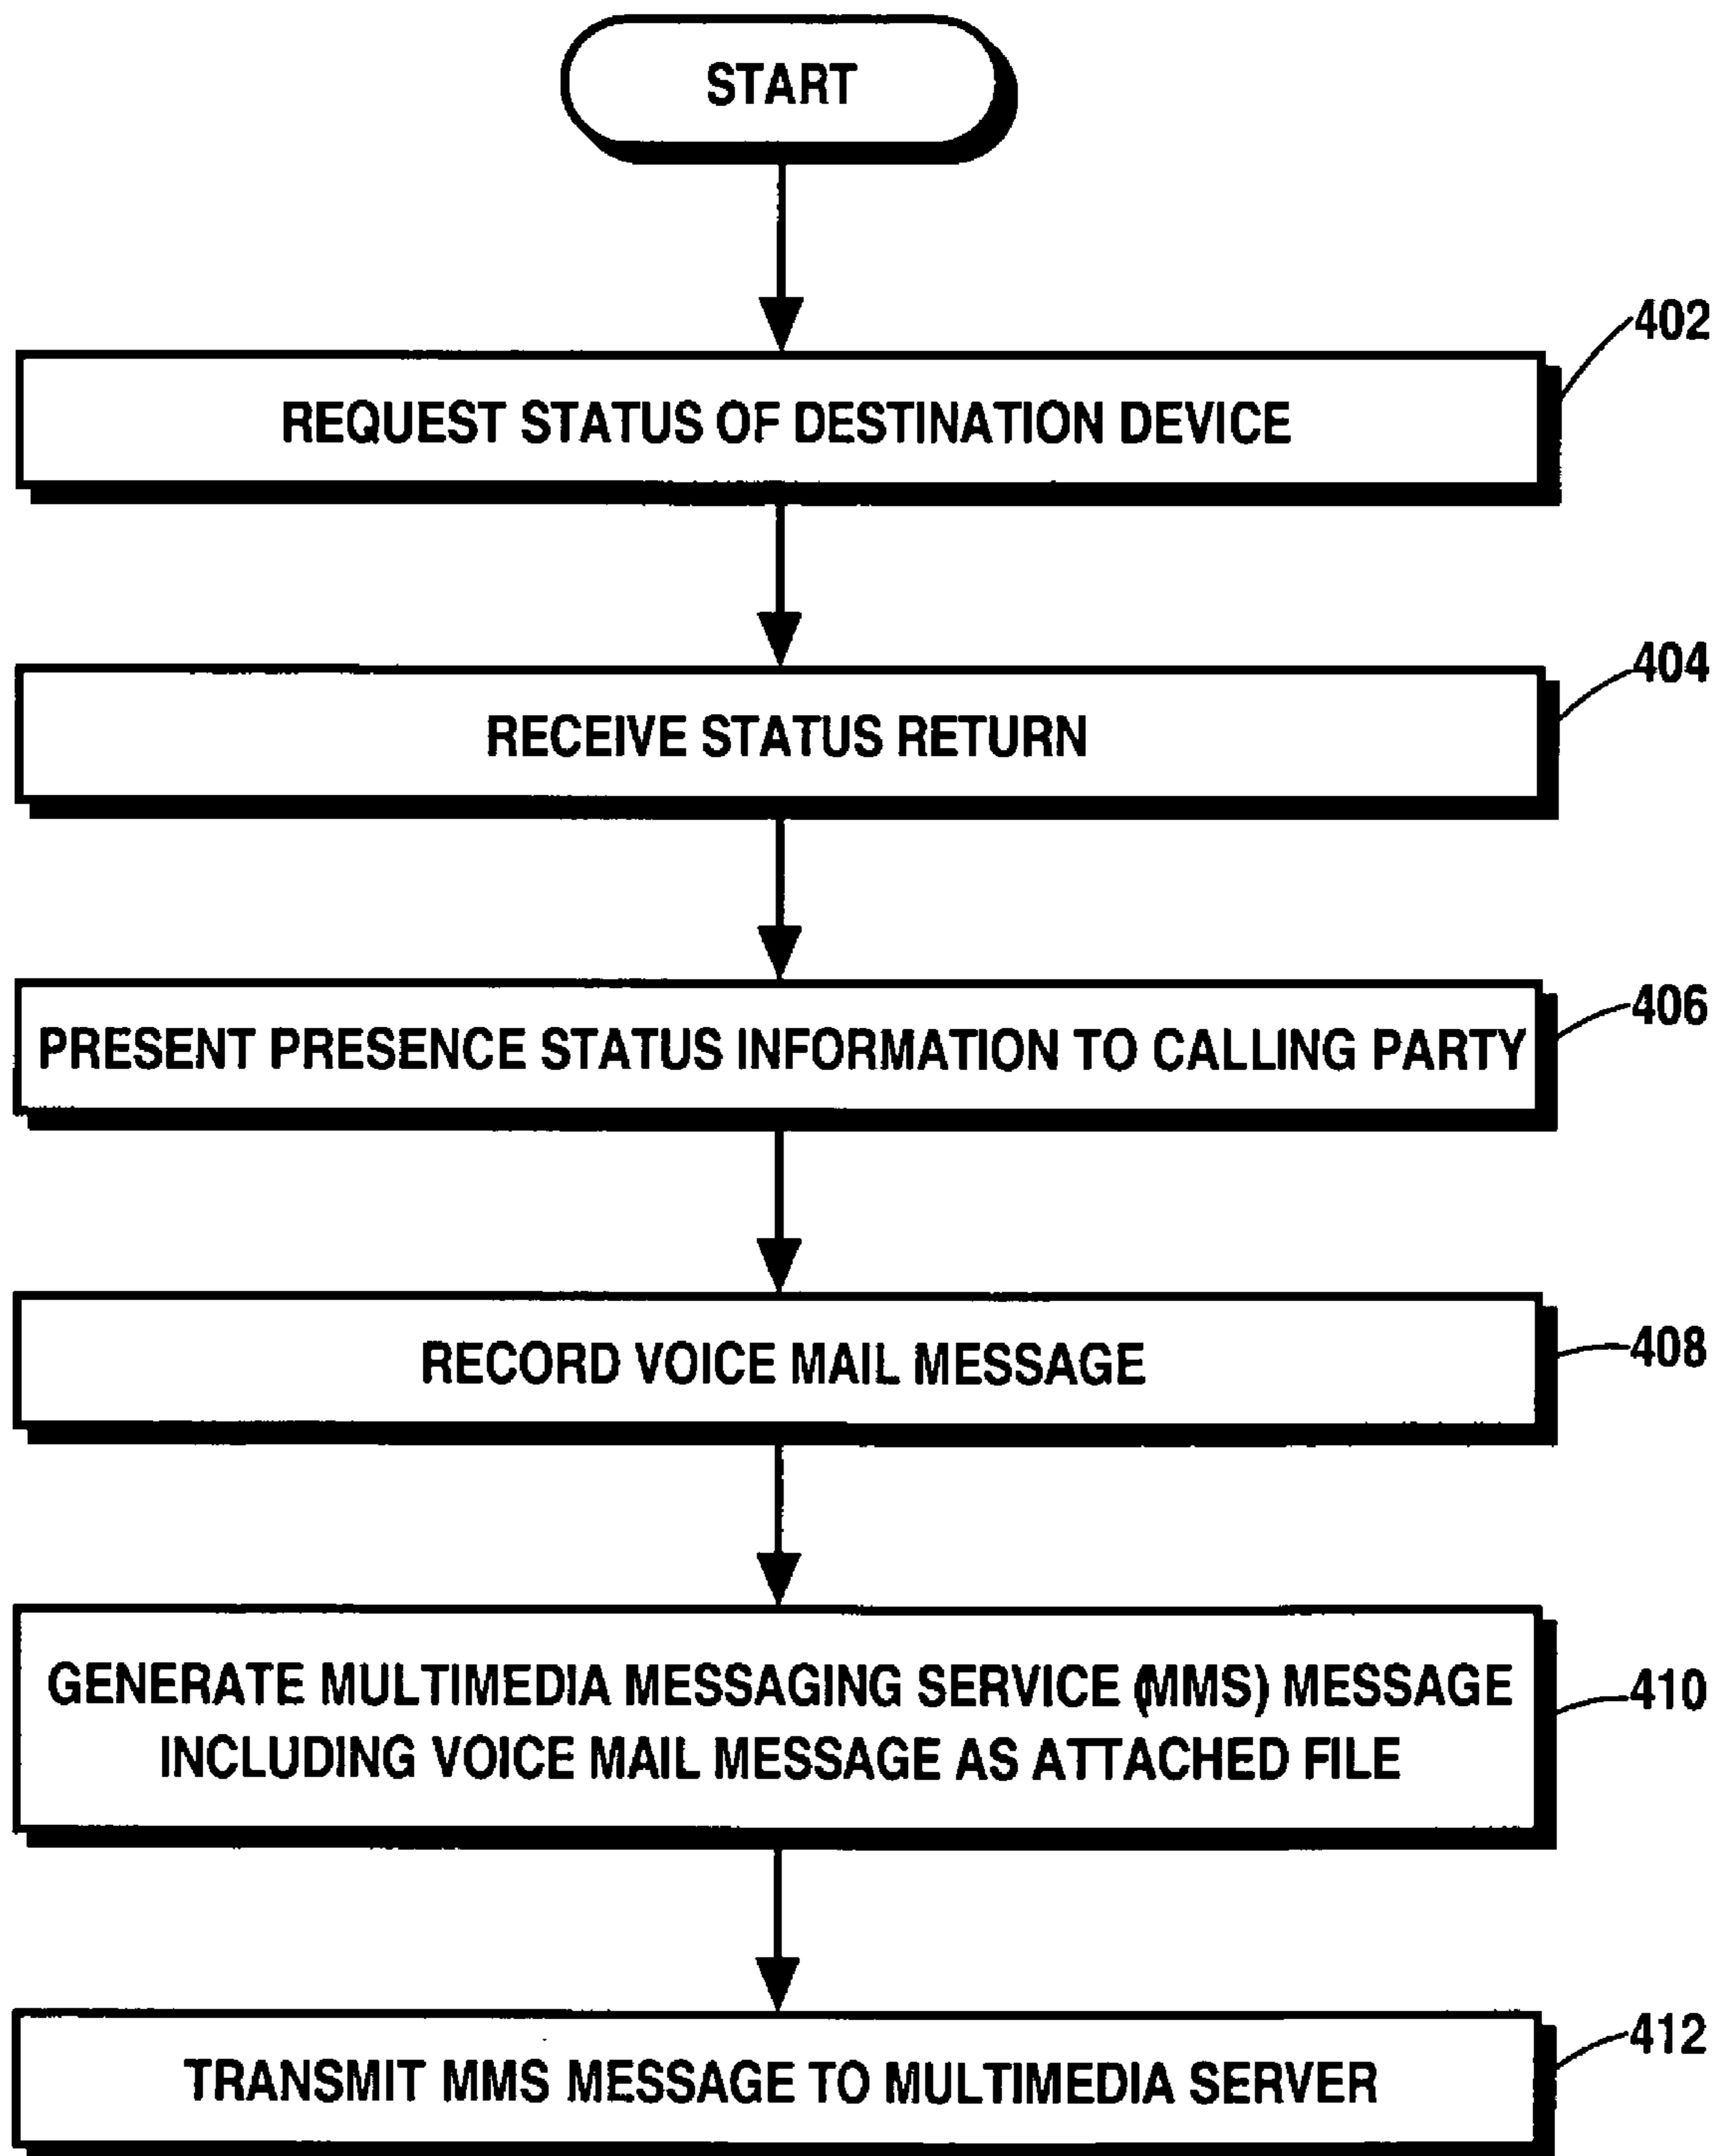 START
402
REQUEST STATUS OF DESTINATION DEVICE
404
RECEIVE STATUS RETURN
406
PRESENT PRESENCE STATUS INFORMATION TO CALLING PARTY
408
RECORD VOICE MAIL MESSAGE
410
GENERATE MULTIMEDIA MESSAGING SERVICE (MMS) MESSAGE
INCLUDING VOICE MAIL MESSAGE AS ATTACHED FILE
412
TRANSMIT MMS MESSAGE TO MULTIMEDIA SERVER